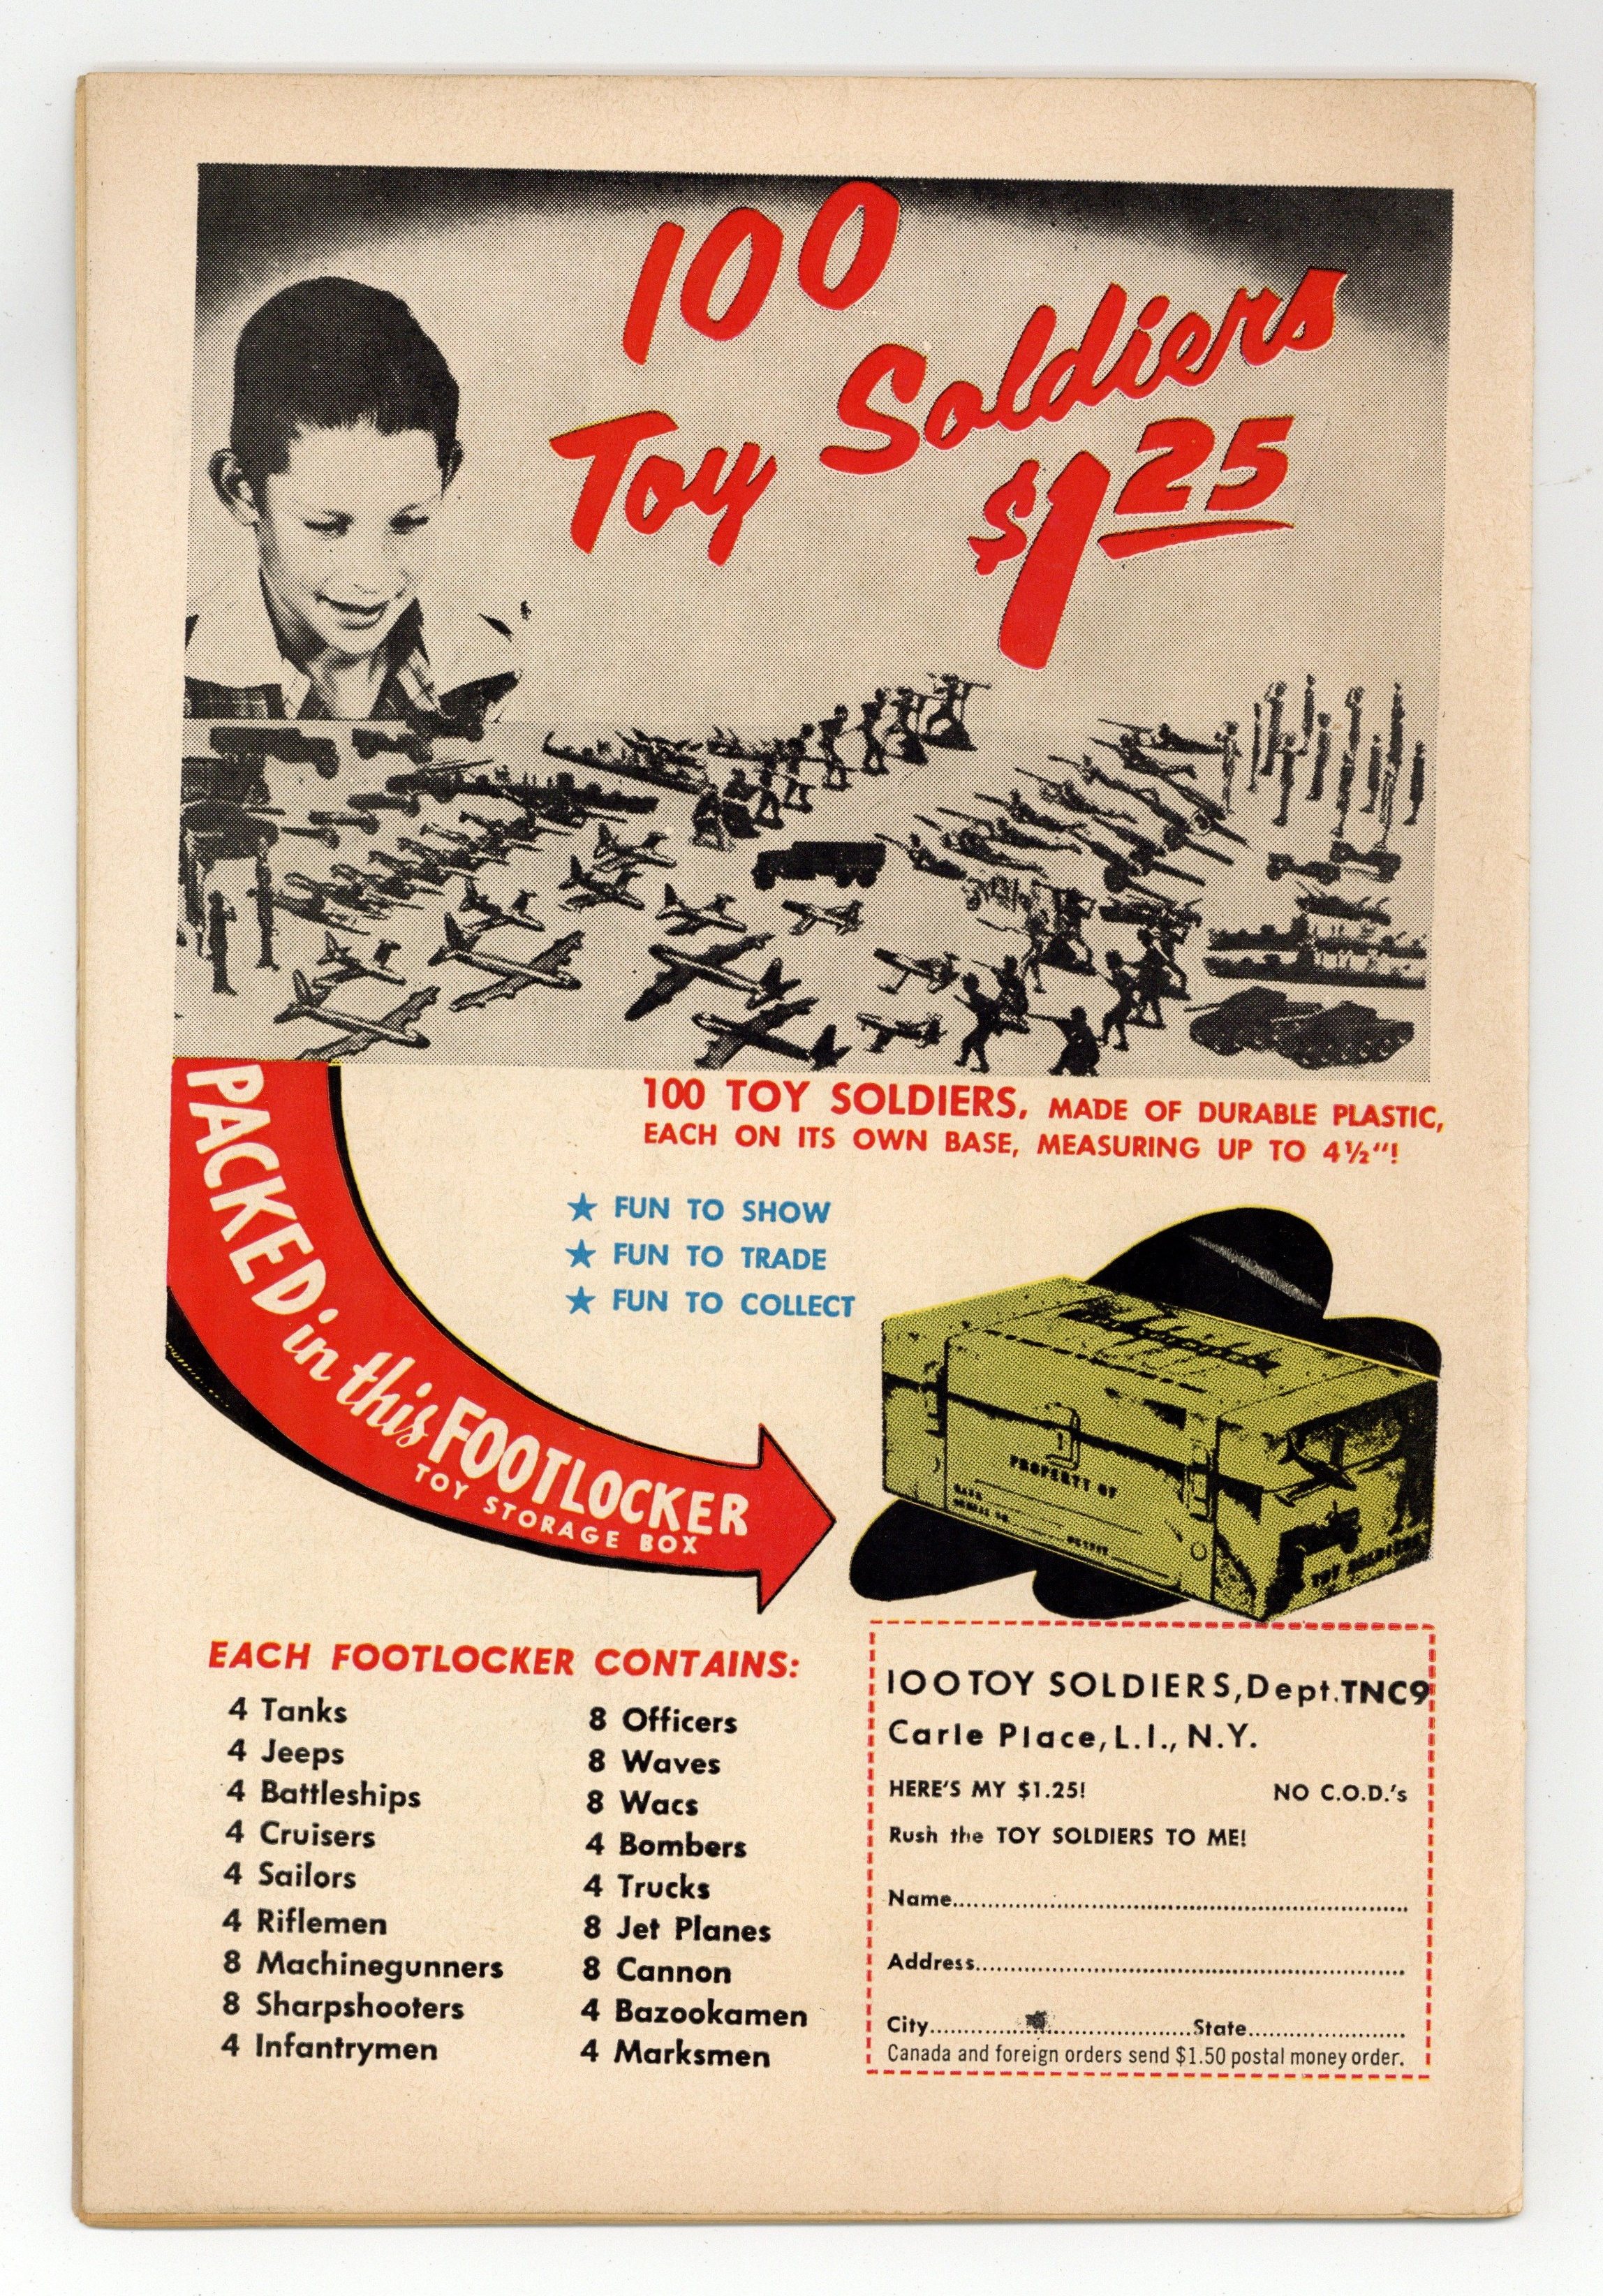 100
Toy Soldiers
$1 25
100 TOY SOLDIERS, MADE OF DURABLE PLASTIC,
EACH ON ITS OWN BASE, MEASURING UP TO 4½"!
★ FUN TO SHOW
★ FUN TO TRADE
★ FUN TO COLLECT
PACKED in this FOOTLOCKER
TOY STORAGE BOX
PROPERTY OF
TOY SOLDIERS
EACH FOOTLOCKER CONTAINS:
4 Tanks
4 Jeeps
4 Battleships
4 Cruisers
4 Sailors
4 Riflemen
8 Machinegunners
8 Sharpshooters
4 Infantrymen
8 Officers
8 Waves
8 Wacs
4 Bombers
4 Trucks
8 Jet Planes
8 Cannon
4 Bazookamen
4 Marksmen
100 TOY SOLDIERS, Dept. TNC9
Carle Place, L.I., N.Y.
HERE'S MY $1.25! NO C.O.D.'s
Rush the TOY SOLDIERS TO ME!
Name
Address
City State
Canada and foreign orders send $1.50 postal money order.